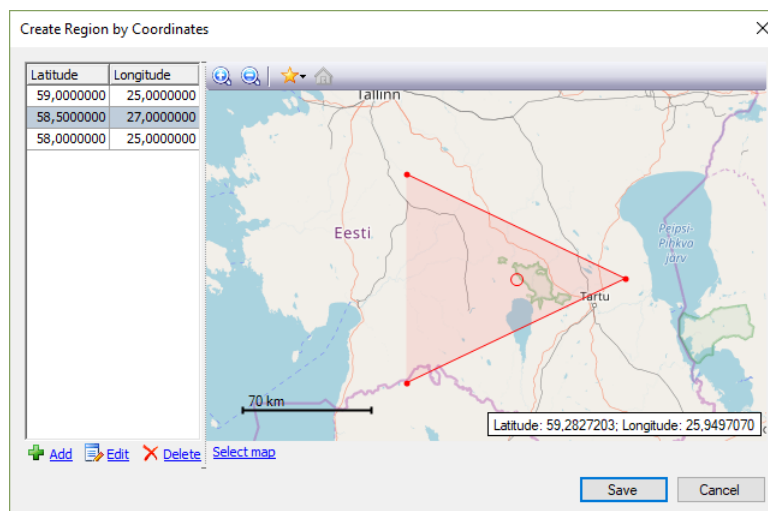 Create Region by Coordinates
Latitude Longitude
59,0000000 25,0000000
58,5000000 27,0000000
58,0000000 25,0000000
Tallinn
Eesti
Peipsi-
Pihkva
järv
Tartu
70 km
Latitude: 59,2827203; Longitude: 25,9497070
Add Edit Delete Select map
Save Cancel